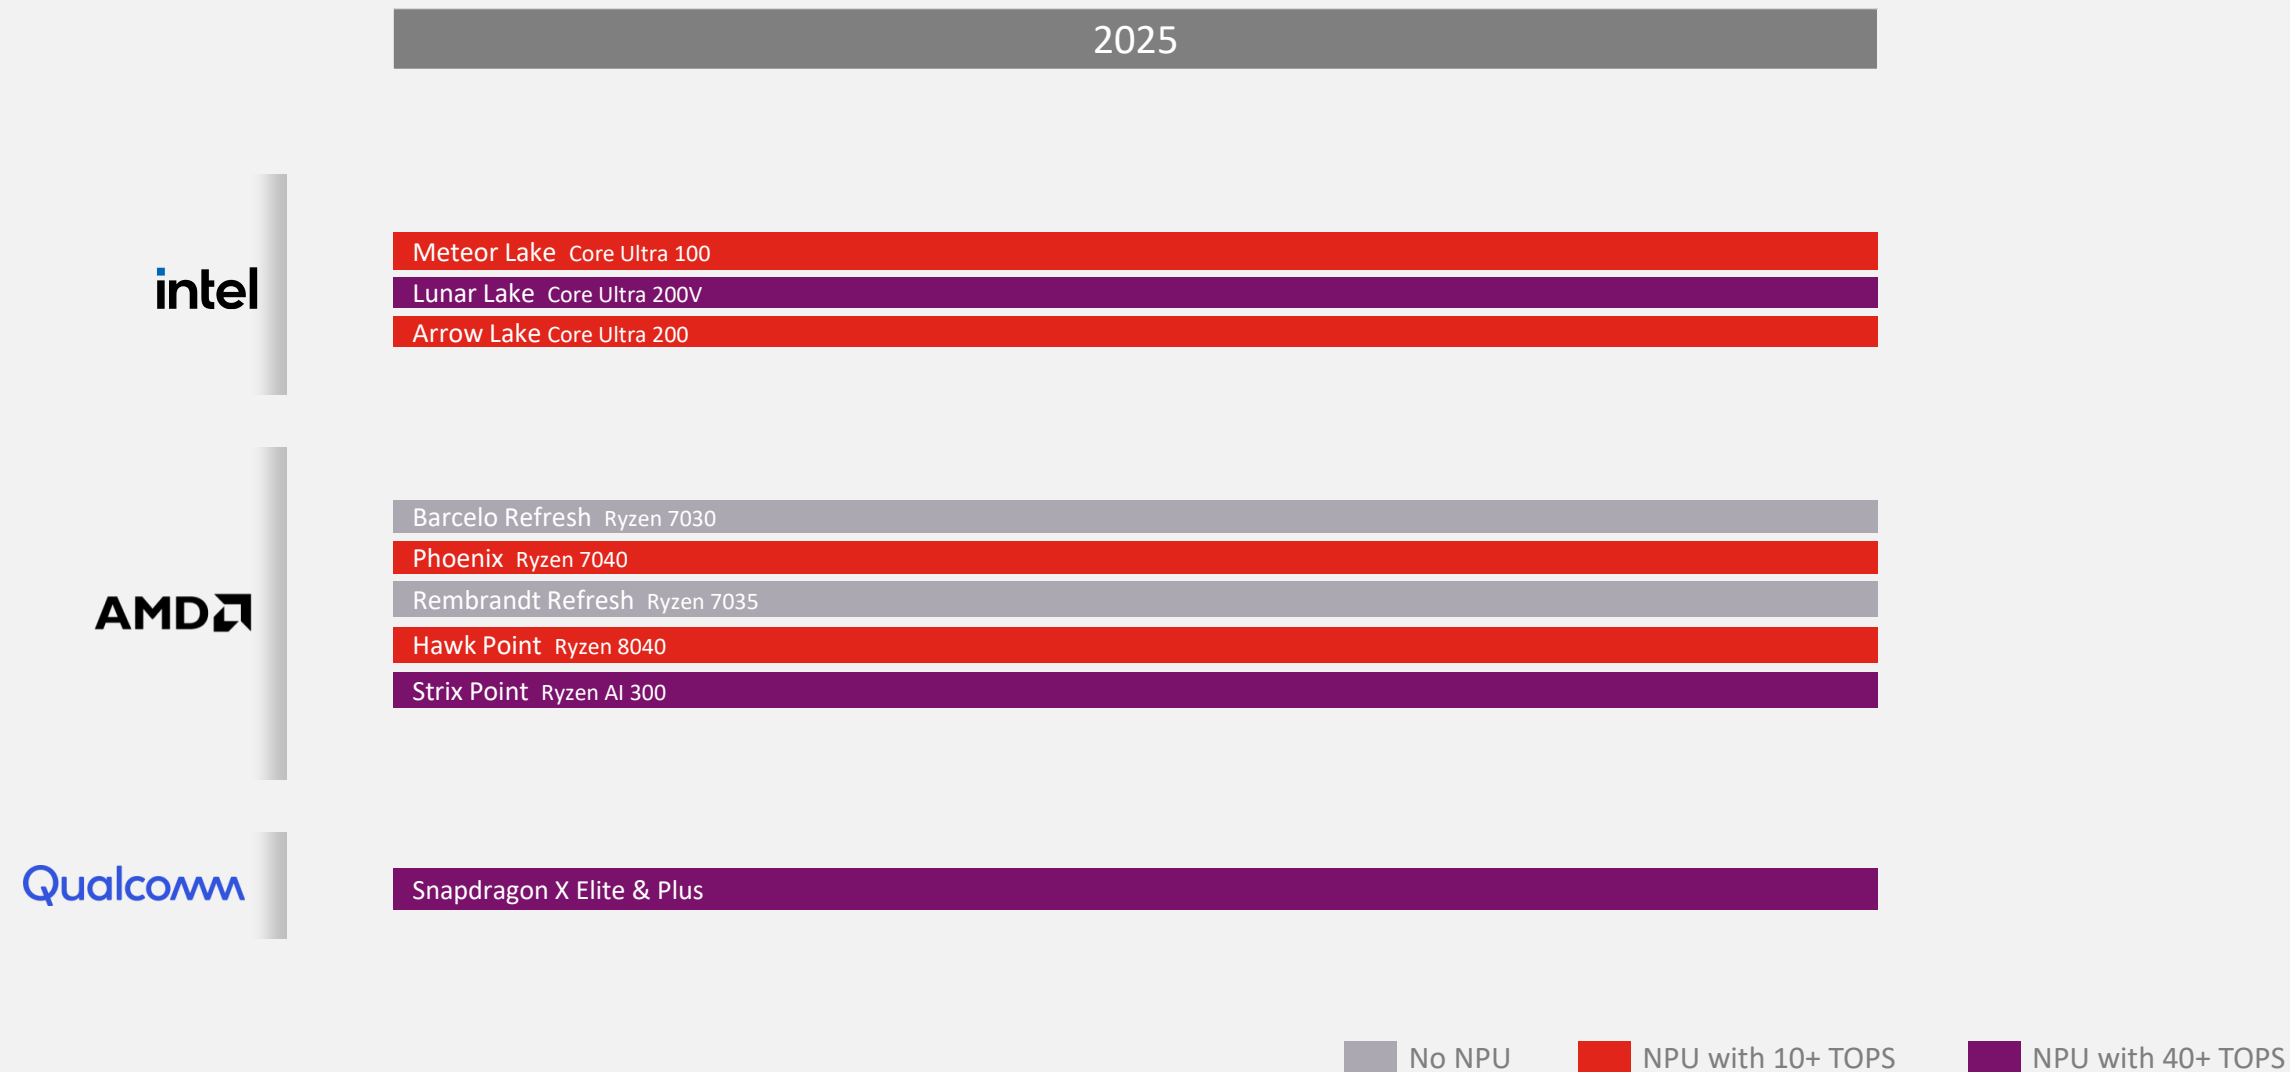 2025
intel
Meteor Lake Core Ultra 100
Lunar Lake Core Ultra 200V
Arrow Lake Core Ultra 200
AMD
Barcelo Refresh Ryzen 7030
Phoenix Ryzen 7040
Rembrandt Refresh Ryzen 7035
Hawk Point Ryzen 8040
Strix Point Ryzen AI 300
Qualcomm
Snapdragon X Elite & Plus
No NPU
NPU with 10+ TOPS
NPU with 40+ TOPS